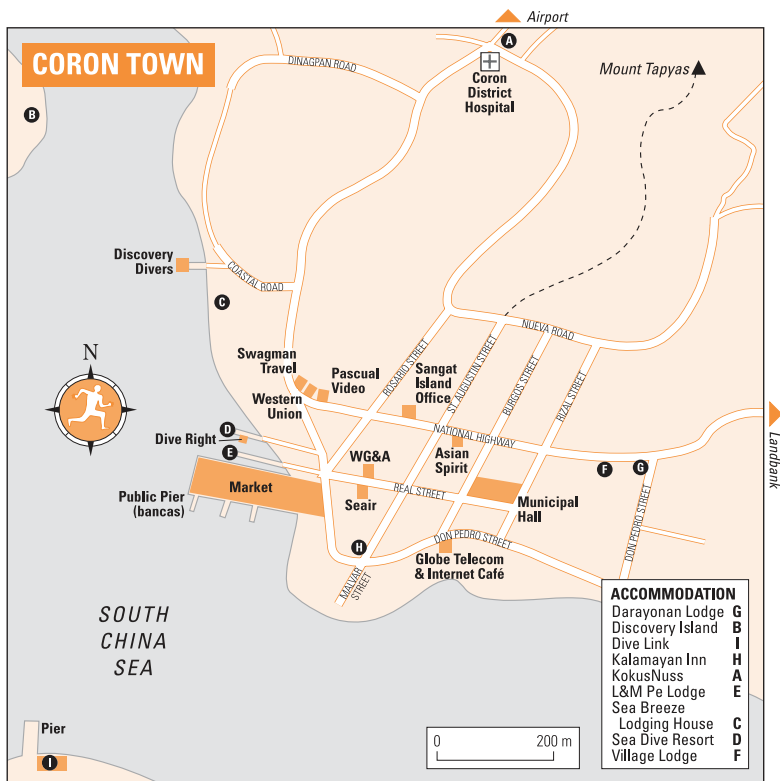 Airport
CORON TOWN
A
DINAGPAN ROAD
Coron
District
Hospital
Mount Tapyas
B
Discovery
Divers
COASTAL ROAD
C
NUEVA ROAD
N
Swagman
Travel
Pascual
Video
Western
Union
ROSARIO STREET
Sangat
Island
Office
ST. AUGUSTIN STREET
BURGUS STREET
RIZAL STREET
NATIONAL HIGHWAY
D
Dive Right
E
WG&A
Asian
Spirit
F
G
Landbank
Market
Public Pier
(bancas)
Seair
REAL STREET
Municipal
Hall
DON PEDRO STREET
DON PEDRO STREET
H
Globe Telecom
& Internet Café
MALVAR
STREET
SOUTH
CHINA
SEA
ACCOMMODATION
Darayonan Lodge G
Discovery Island B
Dive Link I
Kalamayan Inn H
KokusNuss A
L&M Pe Lodge E
Sea Breeze
Lodging House C
Sea Dive Resort D
Village Lodge F
Pier
I
0 200 m